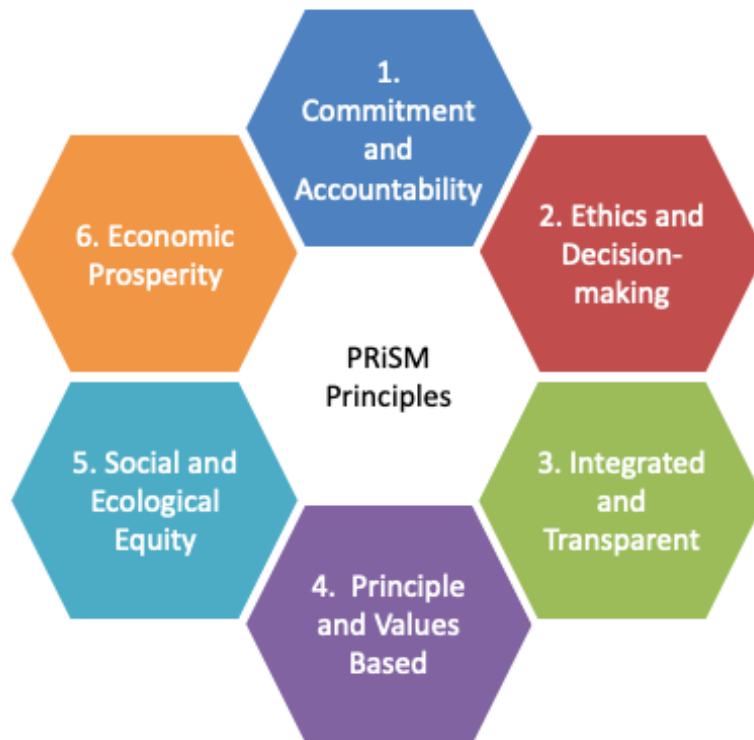 1.
Commitment
and
Accountability
2. Ethics and
Decision-
making
3. Integrated
and
Transparent
4.  Principle
and Values
Based
5. Social and
Ecological
Equity
6. Economic
Prosperity
PRiSM
Principles